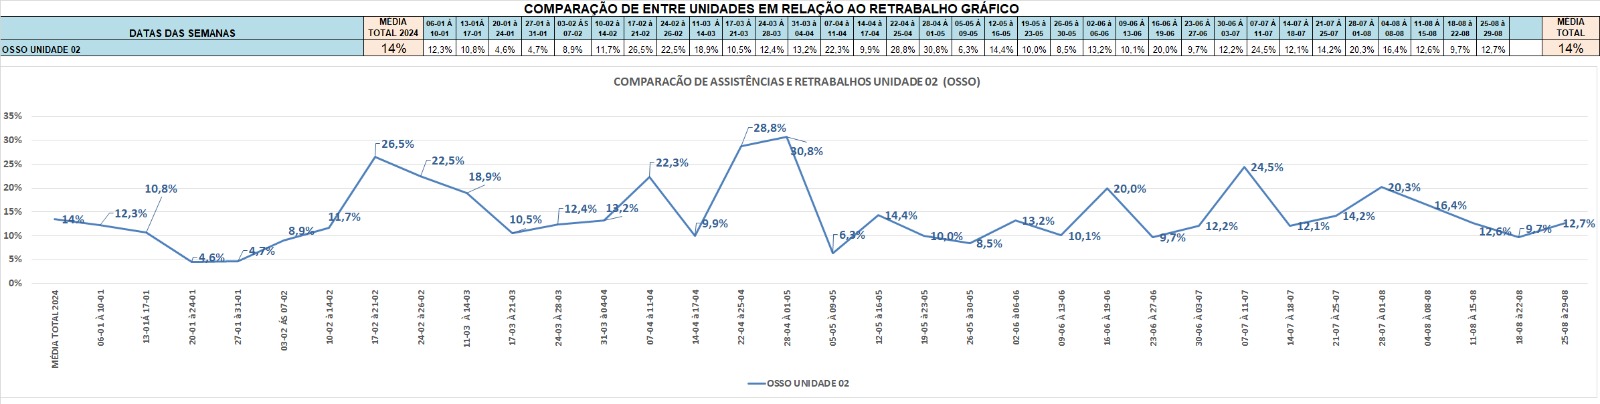 COMPARAÇÃO DE ENTRE UNIDADES EM RELAÇÃO AO RETRABALHO GRÁFICO
DATAS DAS SEMANAS MÉDIA TOTAL 2024 06-01 À 10-01 13-01À 17-01 20-01 à 24-01 27-01 à 31-01 03-02 ÀS 07-02 10-02 à 14-02 17-02 à 21-02 24-02 à 26-02 11-03 À 14-03 17-03 À 21-03 24-03 À 28-03 31-03 À 04-04 07-04 à 11-04 14-04 à 17-04 22-04 à 25-04 28-04 À 01-05 05-05 À 09-05 12-05 à 16-05 19-05 à 23-05 26-05 à 30-05 02-06 à 06-06 09-06 à 13-06 16-06 À 19-06 23-06 à 27-06 30-06 À 03-07 07-07 À 11-07 14-07 à 18-07 21-07 à 25-07 28-07 À 01-08 04-08 À 08-08 11-08 À 15-08 18-08 à 22-08 25-08 à 29-08 MÉDIA TOTAL
OSSO UNIDADE 02 14% 12,3% 10,8% 4,6% 4,7% 8,9% 11,7% 26,5% 22,5% 18,9% 10,5% 12,4% 13,2% 22,3% 9,9% 28,8% 30,8% 6,3% 14,4% 10,0% 8,5% 13,2% 10,1% 20,0% 9,7% 12,2% 24,5% 12,1% 14,2% 20,3% 16,4% 12,6% 9,7% 12,7% 14%
COMPARACÃO DE ASSISTÊNCIAS E RETRABALHOS UNIDADE 02 (OSSO)
35%
30%
25%
20%
15%
10%
5%
0%
14% 12,3% 10,8% 4,6% 4,7% 8,9% 11,7% 26,5% 22,5% 18,9% 10,5% 12,4% 13,2% 22,3% 9,9% 28,8% 30,8% 6,3% 14,4% 10,0% 8,5% 13,2% 10,1% 20,0% 9,7% 12,2% 24,5% 12,1% 14,2% 20,3% 16,4% 12,6% 9,7% 12,7%
MÉDIA TOTAL 2024
06-01 À 10-01
13-01À 17-01
20-01 à 24-01
27-01 à 31-01
03-02 ÁS 07-02
10-02 à 14-02
17-02 à 21-02
24-02 à 26-02
11-03 À 14-03
17-03 À 21-03
24-03 À 28-03
31-03 À 04-04
07-04 à 11-04
14-04 à 17-04
22-04 à 25-04
28-04 À 01-05
05-05 À 09-05
12-05 à 16-05
19-05 à 23-05
26-05 à 30-05
02-06 à 06-06
09-06 à 13-06
16-06 À 19-06
23-06 à 27-06
30-06 À 03-07
07-07 À 11-07
14-07 à 18-07
21-07 à 25-07
28-07 À 01-08
04-08 À 08-08
11-08 À 15-08
18-08 à 22-08
25-08 à 29-08
OSSO UNIDADE 02